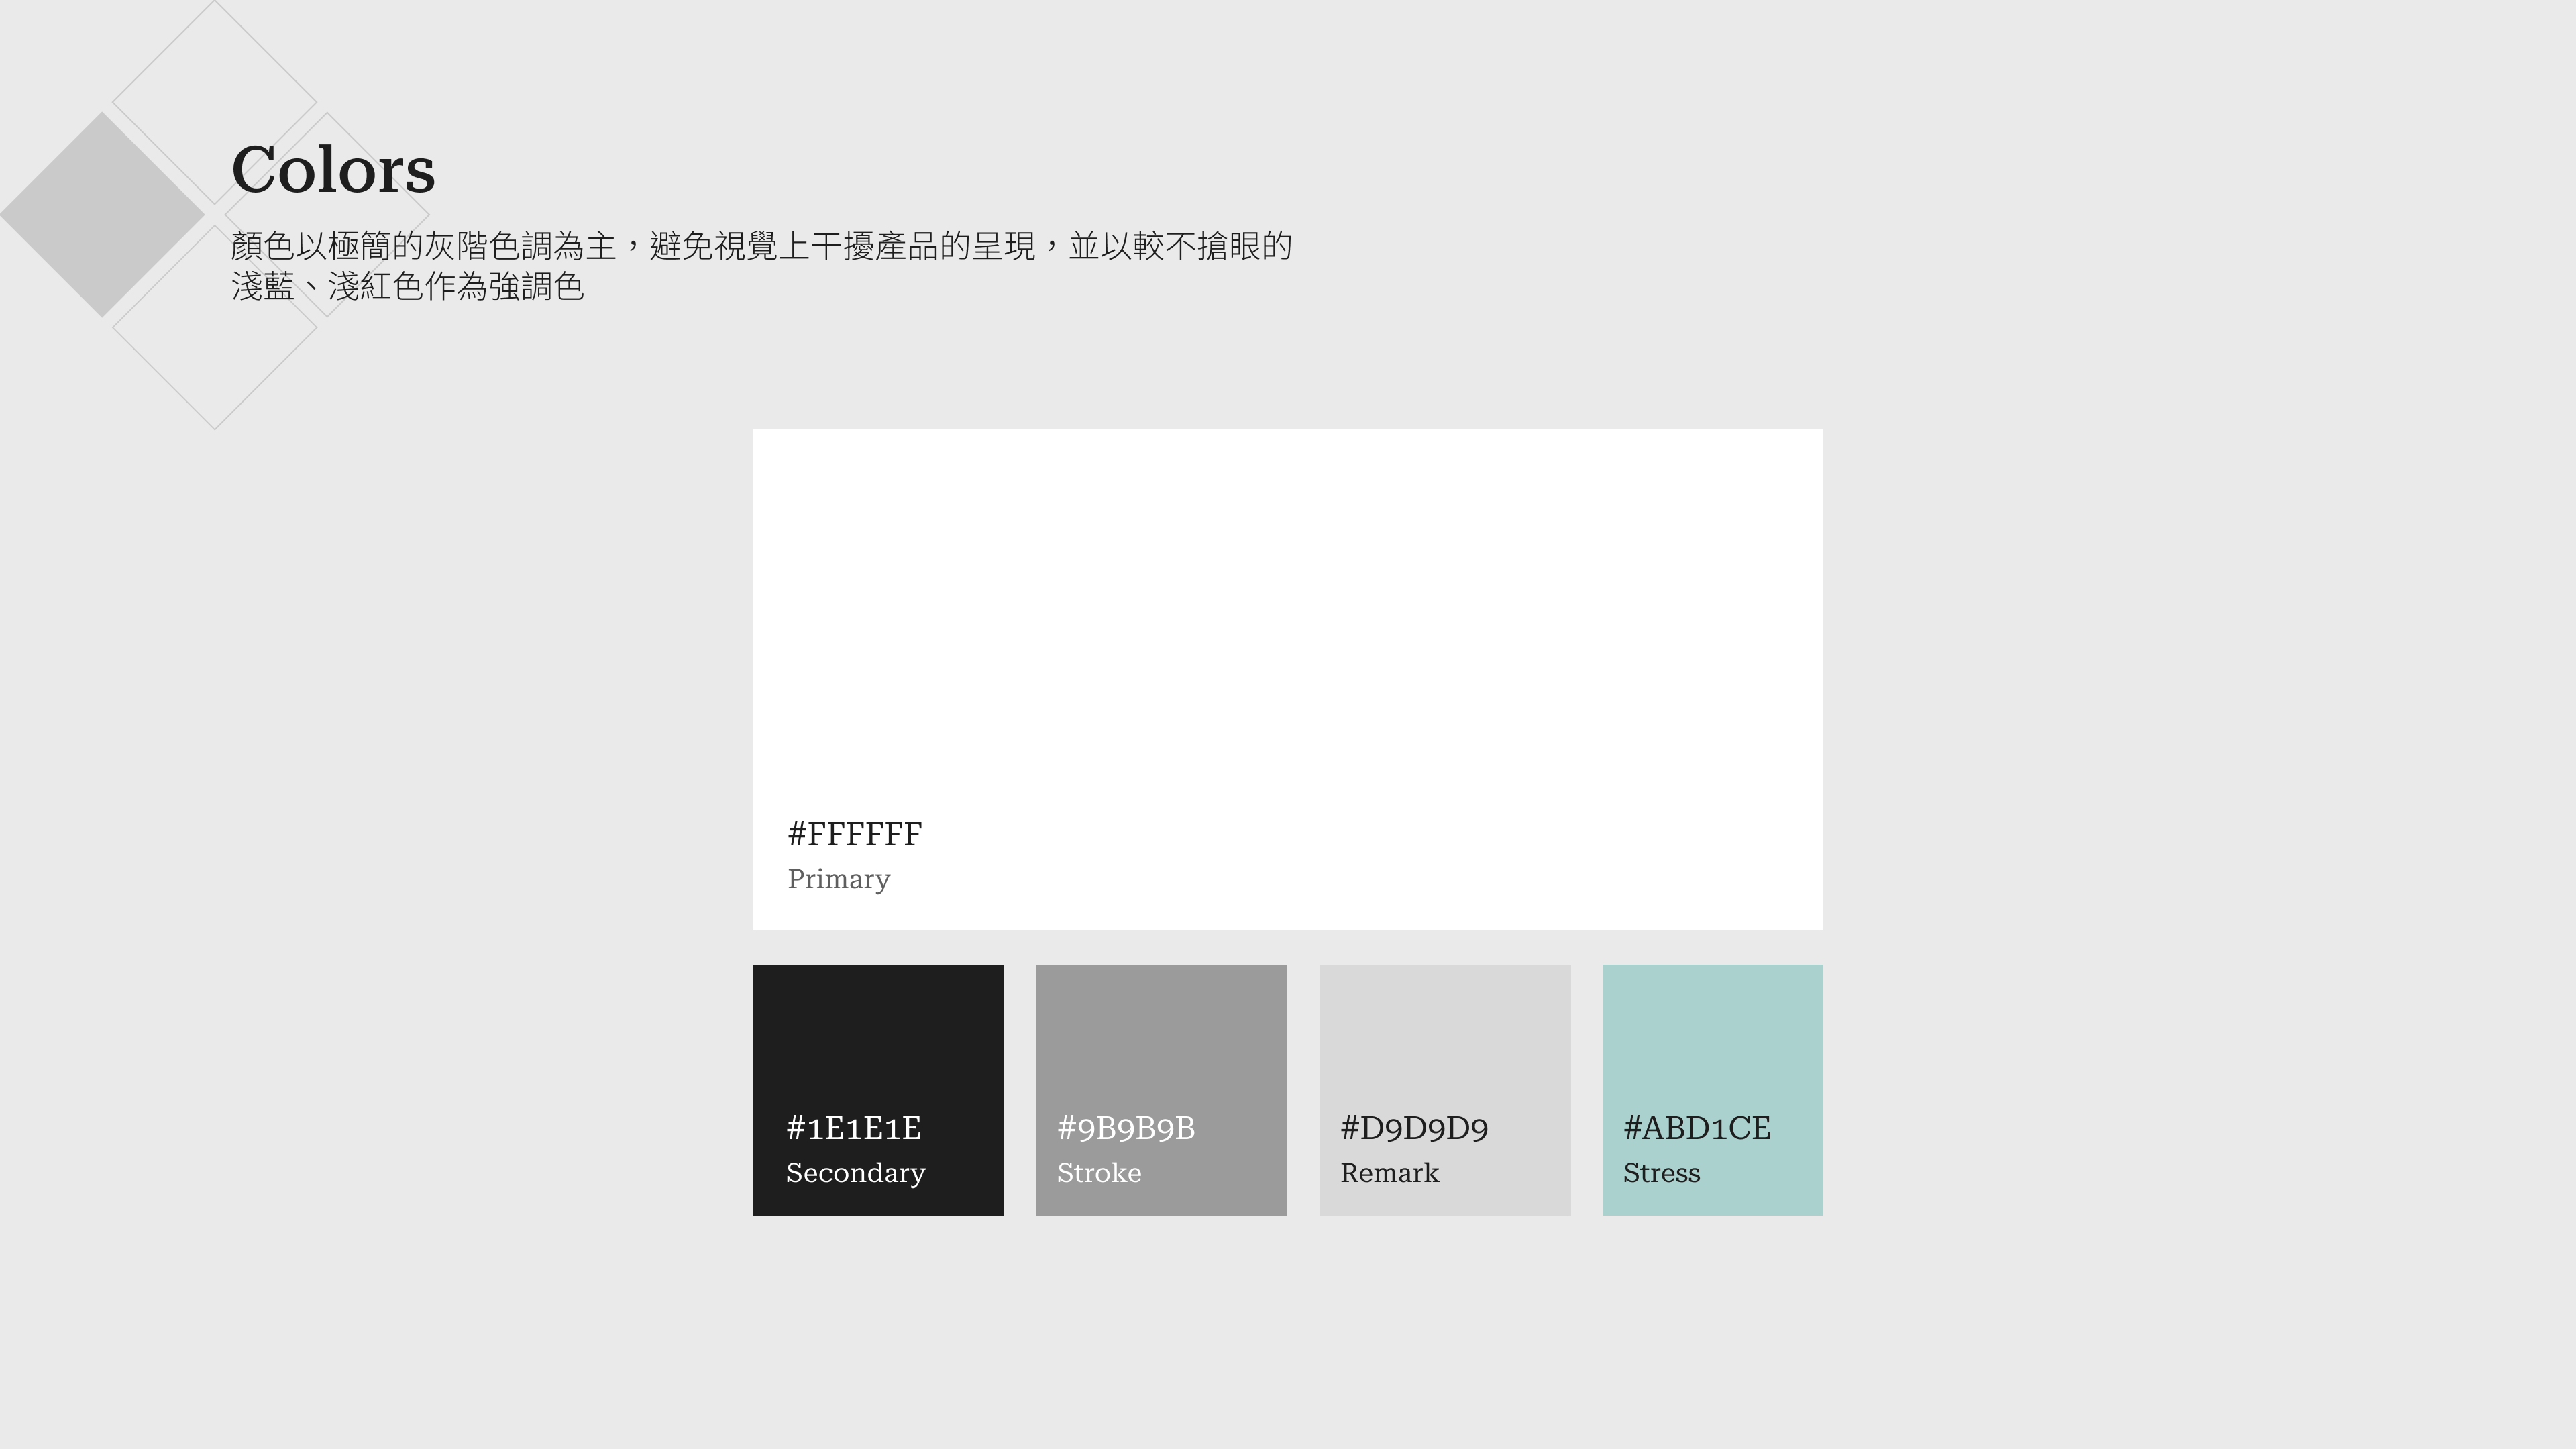 Colors
顏色以極簡的灰階色調為主，避免視覺上干擾產品的呈現，並以較不搶眼的
淺藍、淺紅色作為強調色
#FFFFFF
Primary
#1E1E1E
Secondary
#9B9B9B
Stroke
#D9D9D9
Remark
#ABD1CE
Stress